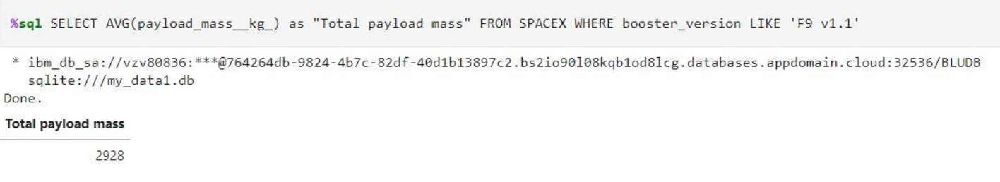 %sql SELECT AVG(payload_mass__kg_) as "Total payload mass" FROM SPACEX WHERE booster_version LIKE 'F9 v1.1'
* ibm_db_sa://vzv80836:***@764264db-9824-4b7c-82df-40d1b13897c2.bs2io90l08kqb1od8lcg.databases.appdomain.cloud:32536/BLUDB
sqlite:///my_data1.db
Done.
Total payload mass
2928